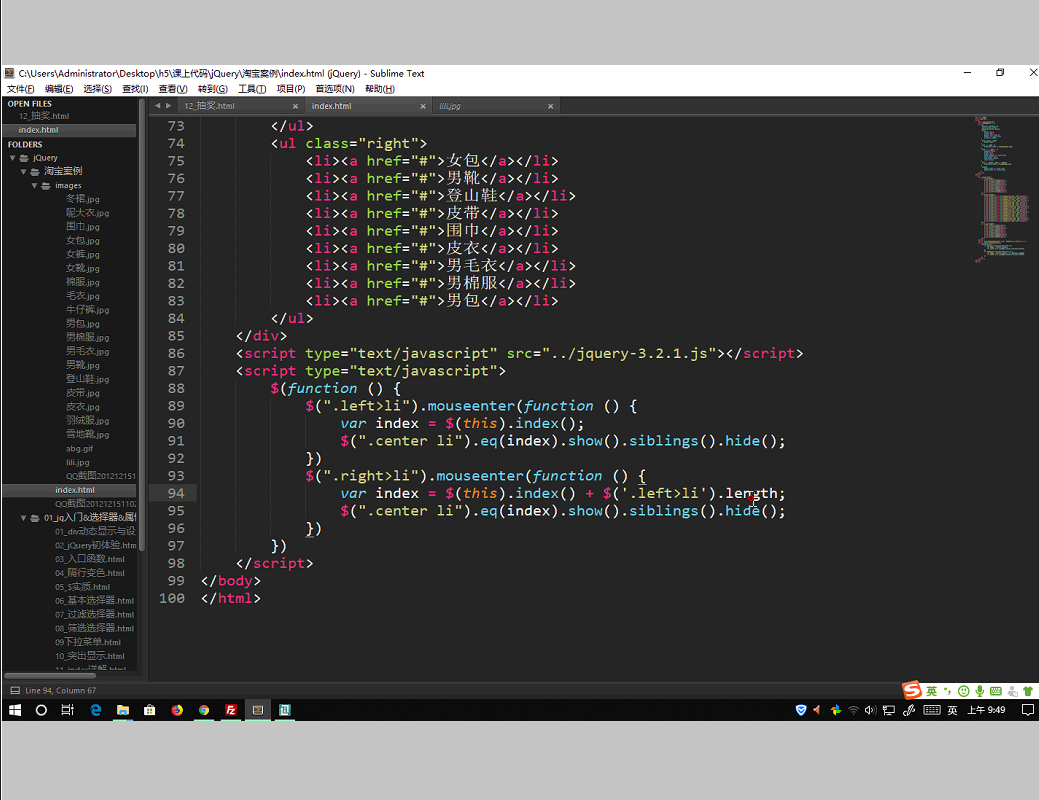 C:\Users\Administrator\Desktop\h5\课上代码\jQuery\淘宝案例\index.html (jQuery) - Sublime Text
文件(F) 编辑(E) 选择(S) 查找(I) 查看(V) 转到(G) 工具(T) 项目(P) 首选项(N) 帮助(H)
OPEN FILES
12_抽奖.html
index.html
FOLDERS
jQuery
淘宝案例
images
冬裙.jpg
呢大衣.jpg
围巾.jpg
女包.jpg
女裤.jpg
女靴.jpg
棉服.jpg
毛衣.jpg
牛仔裤.jpg
男包.jpg
男棉服.jpg
男毛衣.jpg
男靴.jpg
登山鞋.jpg
皮带.jpg
皮衣.jpg
羽绒服.jpg
雪地靴.jpg
abg.gif
lili.jpg
QQ截图201212151
index.html
QQ截图201212151102
01_jq入门&选择器&属
01_div动态显示与设
02_jQuery初体验.htm
03_入口函数.html
04_隔行变色.html
05_$实质.html
06_基本选择器.html
07_过滤选择器.html
08_筛选选择器.html
09下拉菜单.html
10_突出显示.html
11_index详解.html
12_抽奖.html × index.html × lili.jpg ×
73 </ul>
74 <ul class="right">
75 <li><a href="#">女包</a></li>
76 <li><a href="#">男靴</a></li>
77 <li><a href="#">登山鞋</a></li>
78 <li><a href="#">皮带</a></li>
79 <li><a href="#">围巾</a></li>
80 <li><a href="#">皮衣</a></li>
81 <li><a href="#">男毛衣</a></li>
82 <li><a href="#">男棉服</a></li>
83 <li><a href="#">男包</a></li>
84 </ul>
85 </div>
86 <script type="text/javascript" src="../jquery-3.2.1.js"></script>
87 <script type="text/javascript">
88 $(function () {
89 $(".left>li").mouseenter(function () {
90 var index = $(this).index();
91 $(".center li").eq(index).show().siblings().hide();
92 })
93 $(".right>li").mouseenter(function () {
94 var index = $(this).index() + $('.left>li').length;
95 $(".center li").eq(index).show().siblings().hide();
96 })
97 })
98 </script>
99 </body>
100 </html>
Line 94, Column 67
S 英
英 上午 9:49